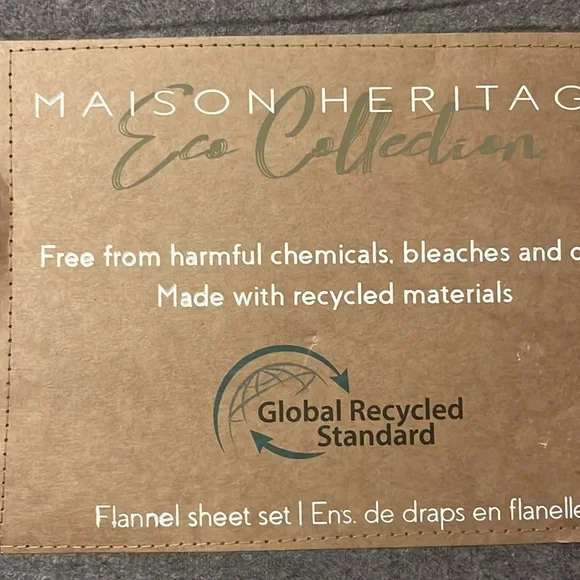 MAISON HERITAG
Eco Collection
Free from harmful chemicals, bleaches and
Made with recycled materials
Global Recycled
Standard
Flannel sheet set | Ens. de draps en flanelle